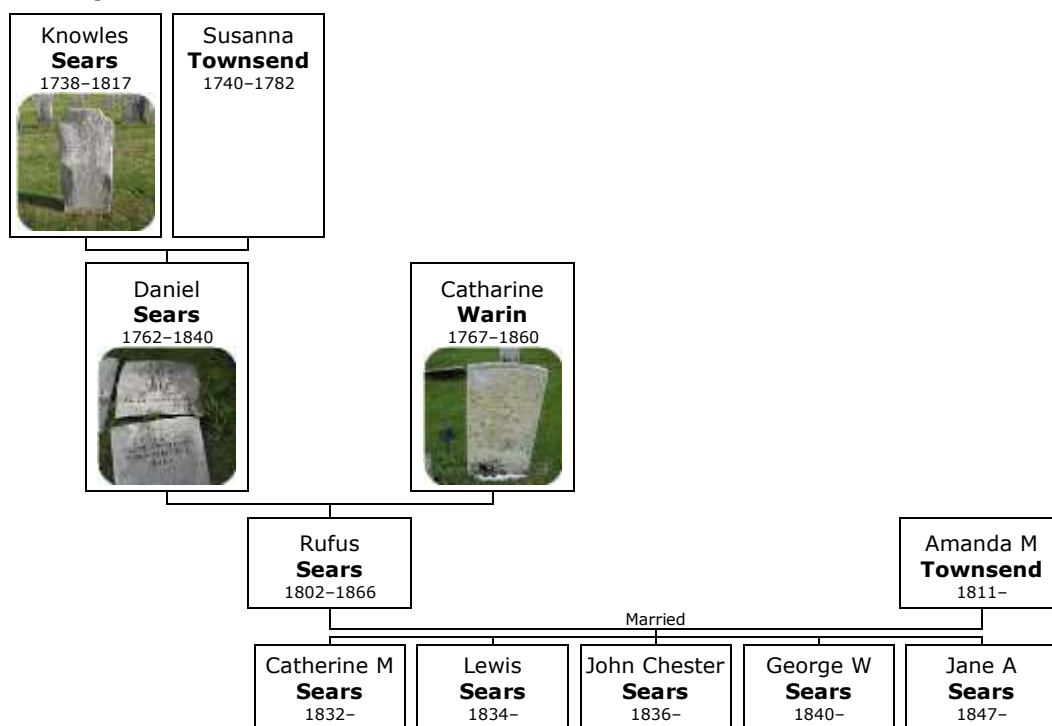 Knowles
Sears
1738–1817
Susanna
Townsend
1740–1782
Daniel
Sears
1762–1840
Catharine
Warin
1767–1860
Rufus
Sears
1802–1866
Amanda M
Townsend
1811–
Married
Catherine M
Sears
1832–
Lewis
Sears
1834–
John Chester
Sears
1836–
George W
Sears
1840–
Jane A
Sears
1847–